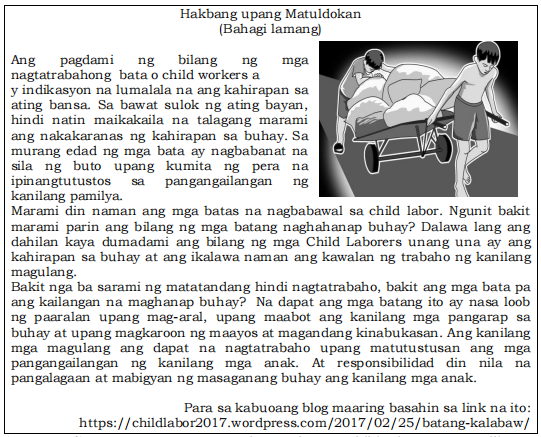 Hakbang upang Matuldokan
(Bahagi lamang)
Ang pagdami ng bilang ng mga
nagtatrabahong bata o child workers a
y indikasyon na lumalala na ang kahirapan sa
ating bansa. Sa bawat sulok ng ating bayan,
hindi natin maikakaila na talagang marami
ang nakakaranas ng kahirapan sa buhay. Sa
murang edad ng mga bata ay nagbabanat na
sila ng buto upang kumita ng pera na
ipinangtutustos sa pangangailangan ng
kanilang pamilya.
Marami din naman ang mga batas na nagbabawal sa child labor. Ngunit bakit
marami parin ang bilang ng mga batang naghahanap buhay? Dalawa lang ang
dahilan kaya dumadami ang bilang ng mga Child Laborers unang una ay ang
kahirapan sa buhay at ang ikalawa naman ang kawalan ng trabaho ng kanilang
magulang.
Bakit nga ba sarami ng matatandang hindi nagtatrabaho, bakit ang mga bata pa
ang kailangan na maghanap buhay? Na dapat ang mga batang ito ay nasa loob
ng paaralan upang mag-aral, upang maabot ang kanilang mga pangarap sa
buhay at upang magkaroon ng maayos at magandang kinabukasan. Ang kanilang
mga magulang ang dapat na nagtatrabaho upang matutustusan ang mga
pangangailangan ng kanilang mga anak. At responsibilidad din nila na
pangalagaan at mabigyan ng masaganang buhay ang kanilang mga anak.
Para sa kabuoang blog maaring basahin sa link na ito:
https://childlabor2017.wordpress.com/2017/02/25/batang-kalabaw/